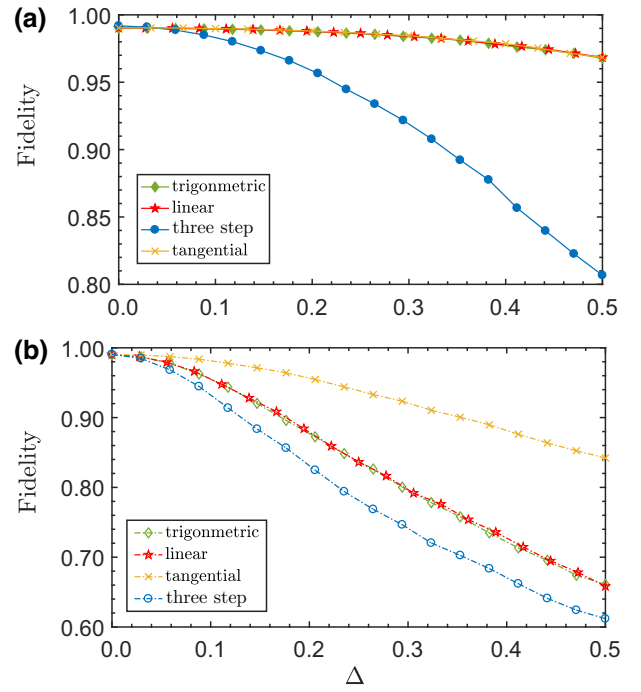 (a)
1.00
0.95
0.90
0.85
0.80
Fidelity
trigonmetric
linear
three step
tangential
0.0 0.1 0.2 0.3 0.4 0.5
(b)
1.00
0.90
0.80
0.70
0.60
Fidelity
trigonmetric
linear
tangential
three step
0.0 0.1 0.2 0.3 0.4 0.5
Δ